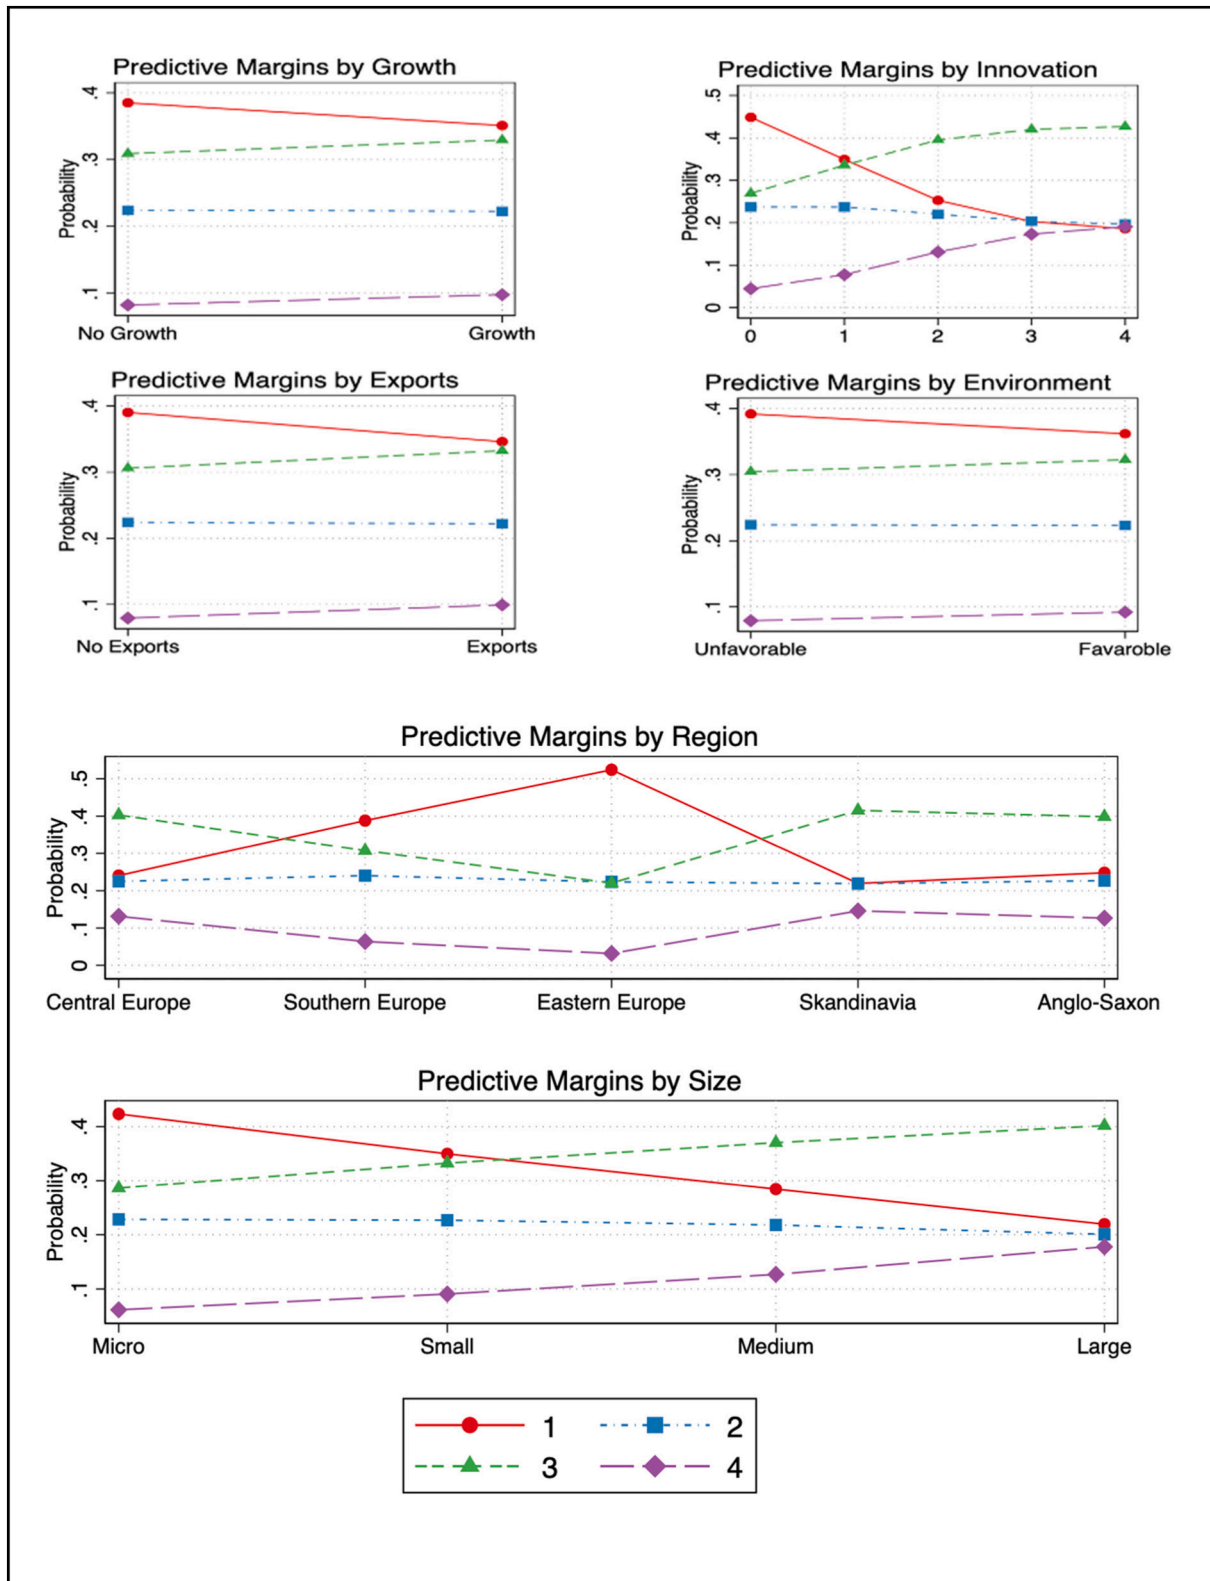 Predictive Margins by Growth
Probability
.4
.3
.2
.1
No Growth Growth
Predictive Margins by Innovation
Probability
.5
.4
.3
.2
.1
0
0 1 2 3 4
Predictive Margins by Exports
Probability
.4
.3
.2
.1
No Exports Exports
Predictive Margins by Environment
Probability
.4
.3
.2
.1
Unfavorable Favaroble
Predictive Margins by Region
Probability
.5
.4
.3
.2
.1
0
Central Europe Southern Europe Eastern Europe Skandinavia Anglo-Saxon
Predictive Margins by Size
Probability
.4
.3
.2
.1
Micro Small Medium Large
1 2
3 4